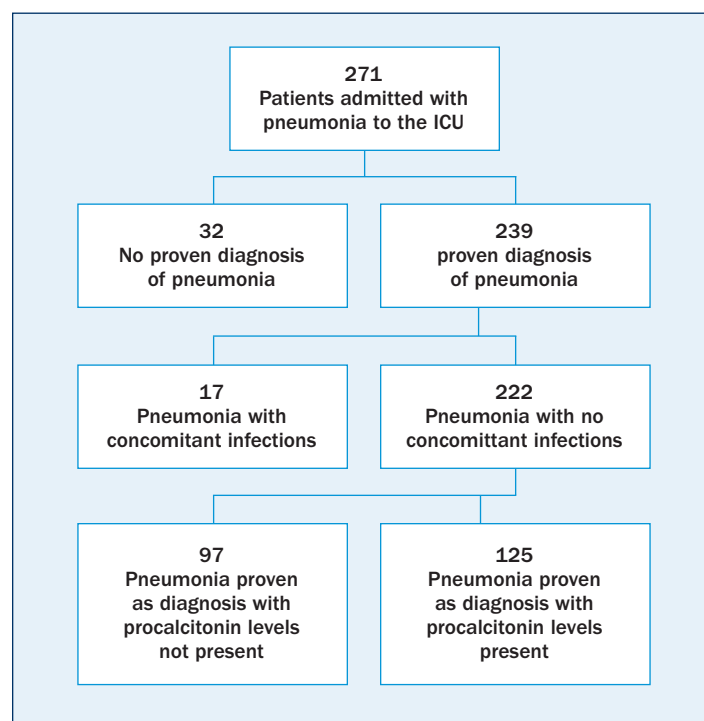 271
Patients admitted with
pneumonia to the ICU
32
No proven diagnosis
of pneumonia
239
proven diagnosis
of pneumonia
17
Pneumonia with
concomitant infections
222
Pneumonia with no
concomittant infections
97
Pneumonia proven
as diagnosis with
procalcitonin levels
not present
125
Pneumonia proven
as diagnosis with
procalcitonin levels
present